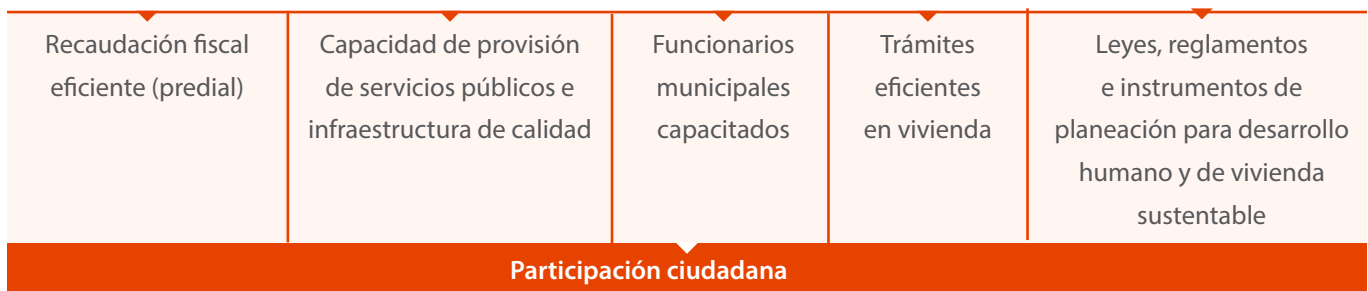 Recaudación fiscal
eficiente (predial)
Capacidad de provisión
de servicios públicos e
infraestructura de calidad
Funcionarios
municipales
capacitados
Trámites
eficientes
en vivienda
Leyes, reglamentos
e instrumentos de
planeación para desarrollo
humano y de vivienda
sustentable
Participación ciudadana